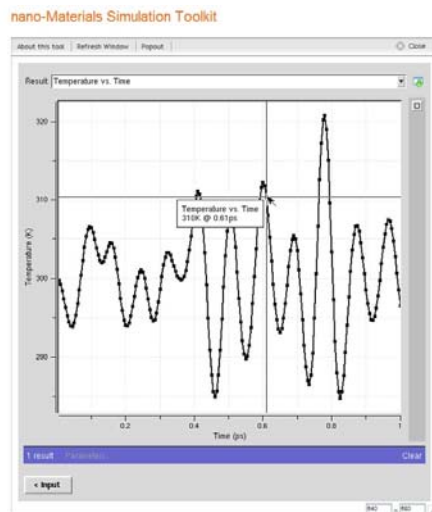 nano-Materials Simulation Toolkit
About this tool | Refresh Window | Popout
Close
Result: Temperature vs. Time
320
310
300
290
Temperature (K)
Temperature vs. Time
310K @ 0.61ps
0.2
0.4
0.6
0.8
1
Time (ps)
1 result
Parameters...
Clear
< Input